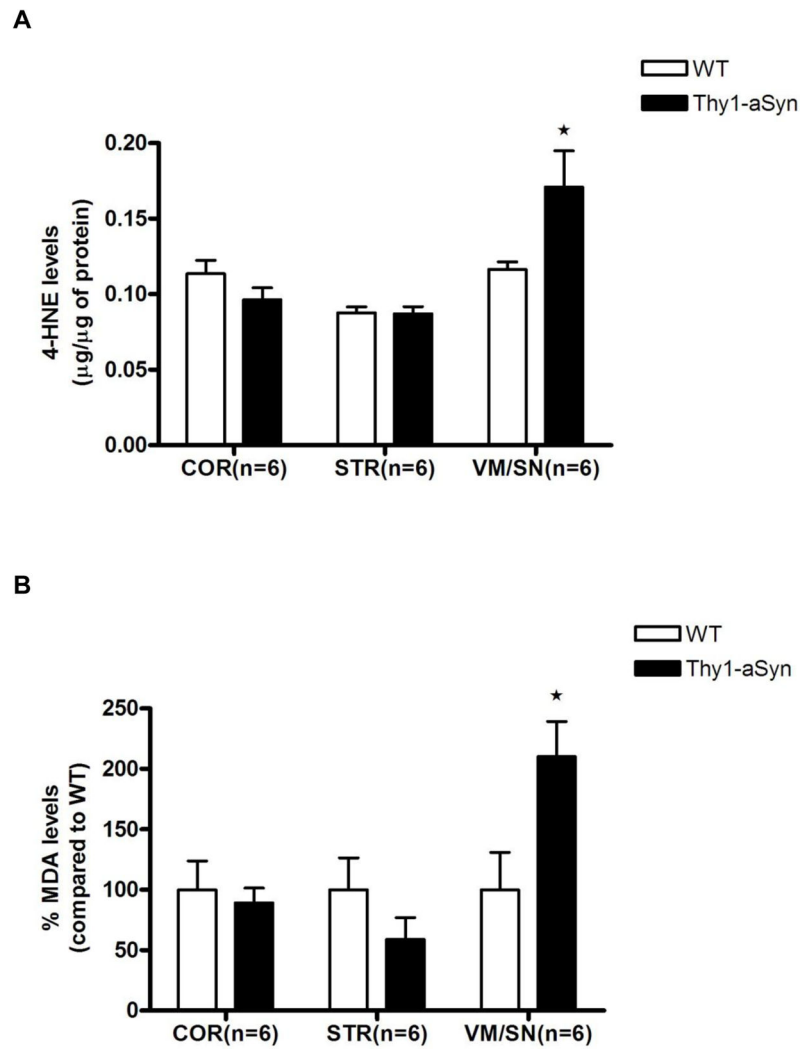 A
WT
Thy1-aSyn
★
4-HNE levels
(µg/µg of protein)
0.20
0.15
0.10
0.05
0.00
COR(n=6) STR(n=6) VM/SN(n=6)
B
WT
Thy1-aSyn
★
% MDA levels
(compared to WT)
250
200
150
100
50
0
COR(n=6) STR(n=6) VM/SN(n=6)